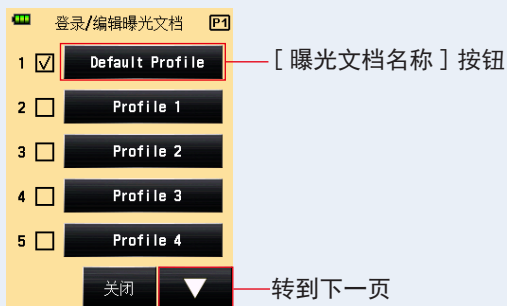 登录/编辑曝光文档 P1
1 Default Profile [曝光文档名称]按钮
2 Profile 1
3 Profile 2
4 Profile 3
5 Profile 4
关闭 转到下一页